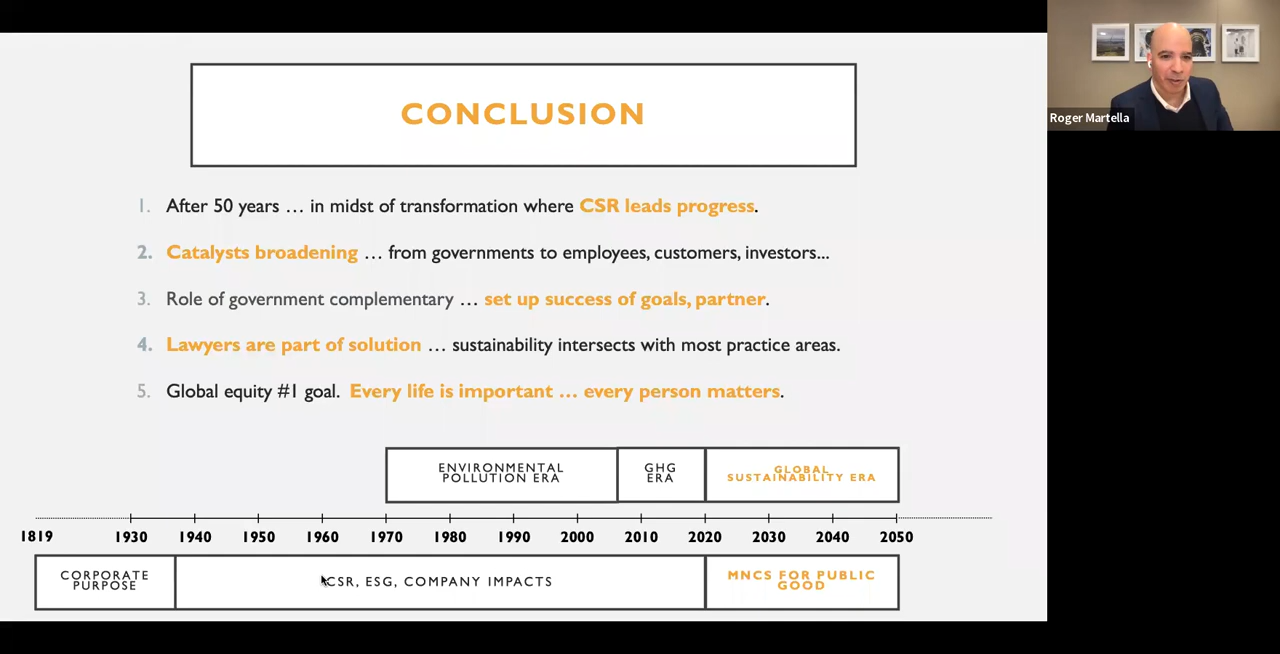 CONCLUSION
Roger Martella
1. After 50 years … in midst of transformation where CSR leads progress.
2. Catalysts broadening … from governments to employees, customers, investors...
3. Role of government complementary … set up success of goals, partner.
4. Lawyers are part of solution … sustainability intersects with most practice areas.
5. Global equity #1 goal. Every life is important … every person matters.
ENVIRONMENTAL
POLLUTION ERA
GHG
ERA
GLOBAL
SUSTAINABILITY ERA
1819 1930 1940 1950 1960 1970 1980 1990 2000 2010 2020 2030 2040 2050
CORPORATE
PURPOSE
CSR, ESG, COMPANY IMPACTS
MNCS FOR PUBLIC
GOOD